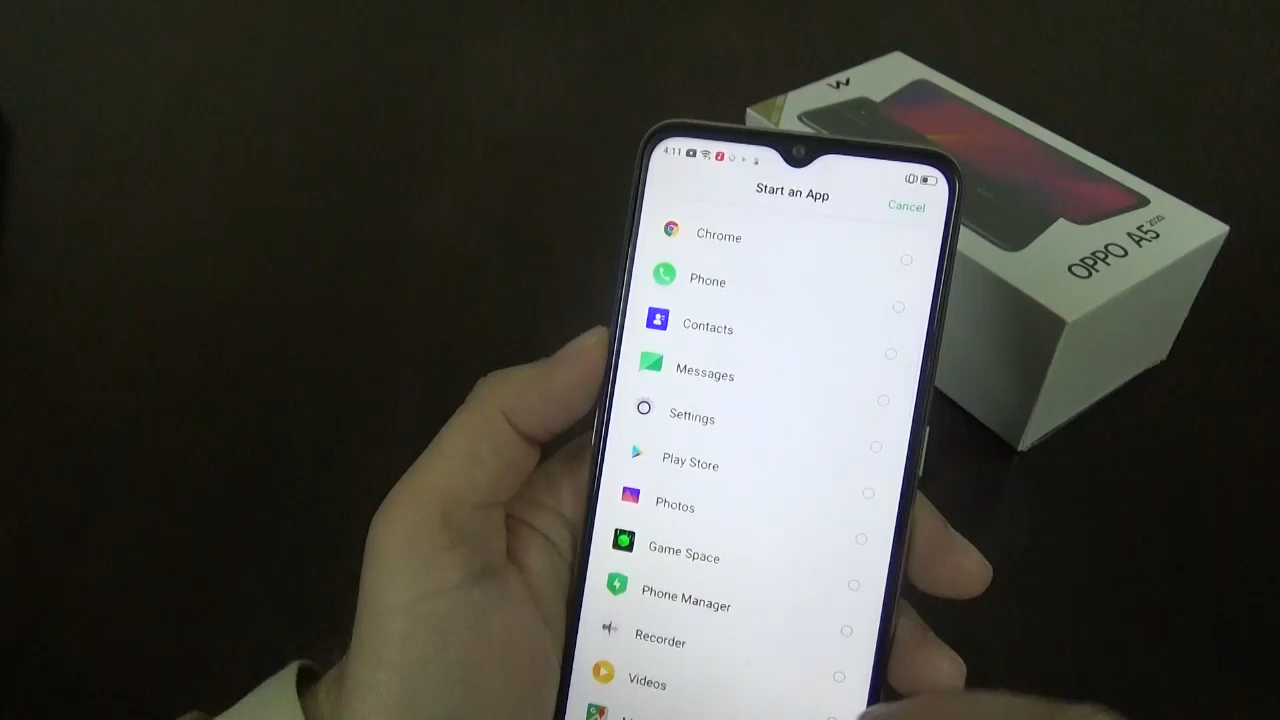 4.11
Start an App
Cancel
Chrome
Phone
Contacts
Messages
Settings
Play Store
Photos
Game Space
Phone Manager
Recorder
Videos
OPPO A5 2020